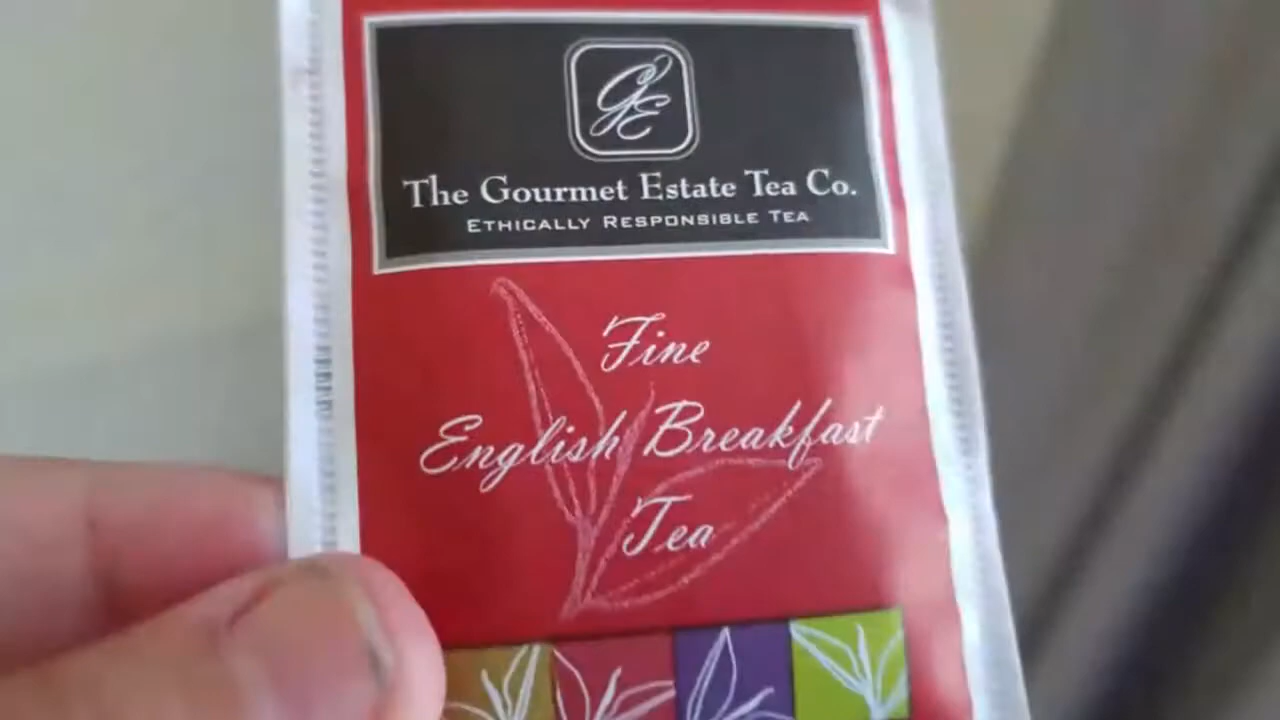 GE
The Gourmet Estate Tea Co.
Ethically Responsible Tea
Fine
English Breakfast
Tea